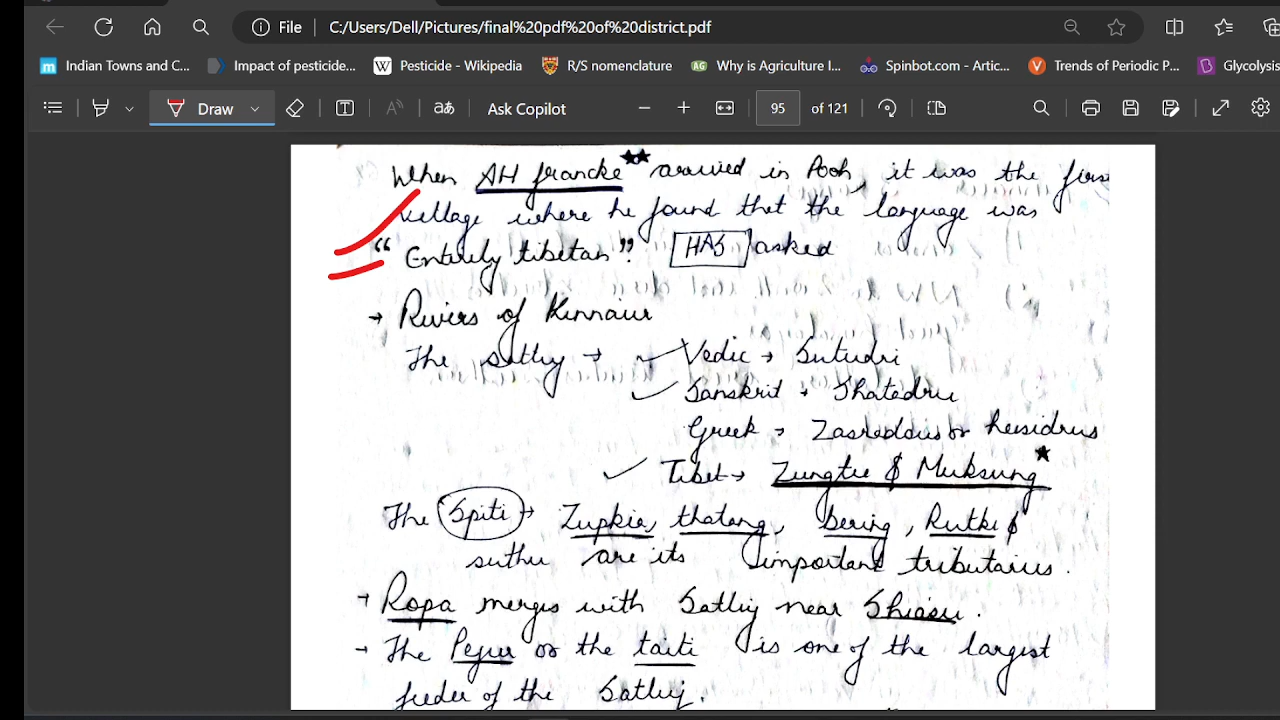 File C:/Users/Dell/Pictures/final%20pdf%20of%20district.pdf
Indian Towns and C... Impact of pesticide... Pesticide - Wikipedia R/S nomenclature Why is Agriculture I... Spinbot.com - Artic... Trends of Periodic P... Glycolysis
Draw Ask Copilot 95 of 121
When AH francke arrived in Pooh, it was the first
village where he found that the language was
"Entirely tibetan". HAS asked
→ Rivers of Kinnaur
The satluj → Vedic → Sutudri
Sanskrit → Shatadru
Greek → or hesidrus
Tibet → Zungtee & Muksung
The Spiti → Zupkia, thatang, bering, Rutki &
suthu are its important tributaries.
→ Ropa merges with Satluj near Shiasu.
→ The Pejur or the taiti is one of the largest
feeder of the Satluj.